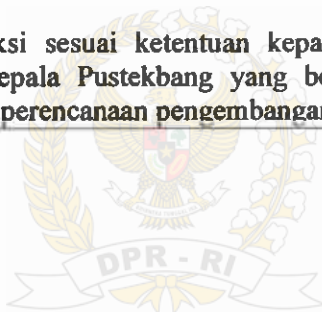 ksi sesuai ketentuan kepa
epala Pustekbang yang be
perencanaan pengembangan
DPR - RI